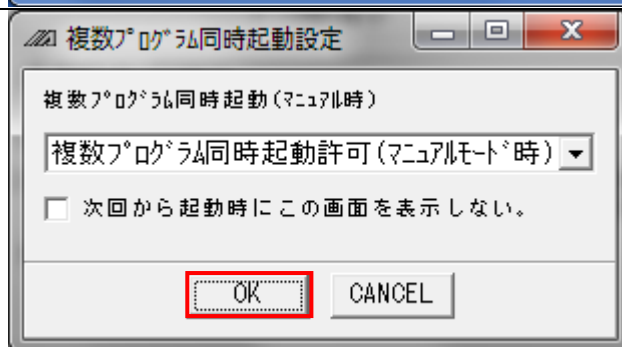 複数ﾌﾟﾛｸﾞﾗﾑ同時起動設定
複数ﾌﾟﾛｸﾞﾗﾑ同時起動(ﾏﾆｭｱﾙ時)
複数ﾌﾟﾛｸﾞﾗﾑ同時起動許可(ﾏﾆｭｱﾙﾓｰﾄﾞ時)
次回から起動時にこの画面を表示しない。
OK
CANCEL